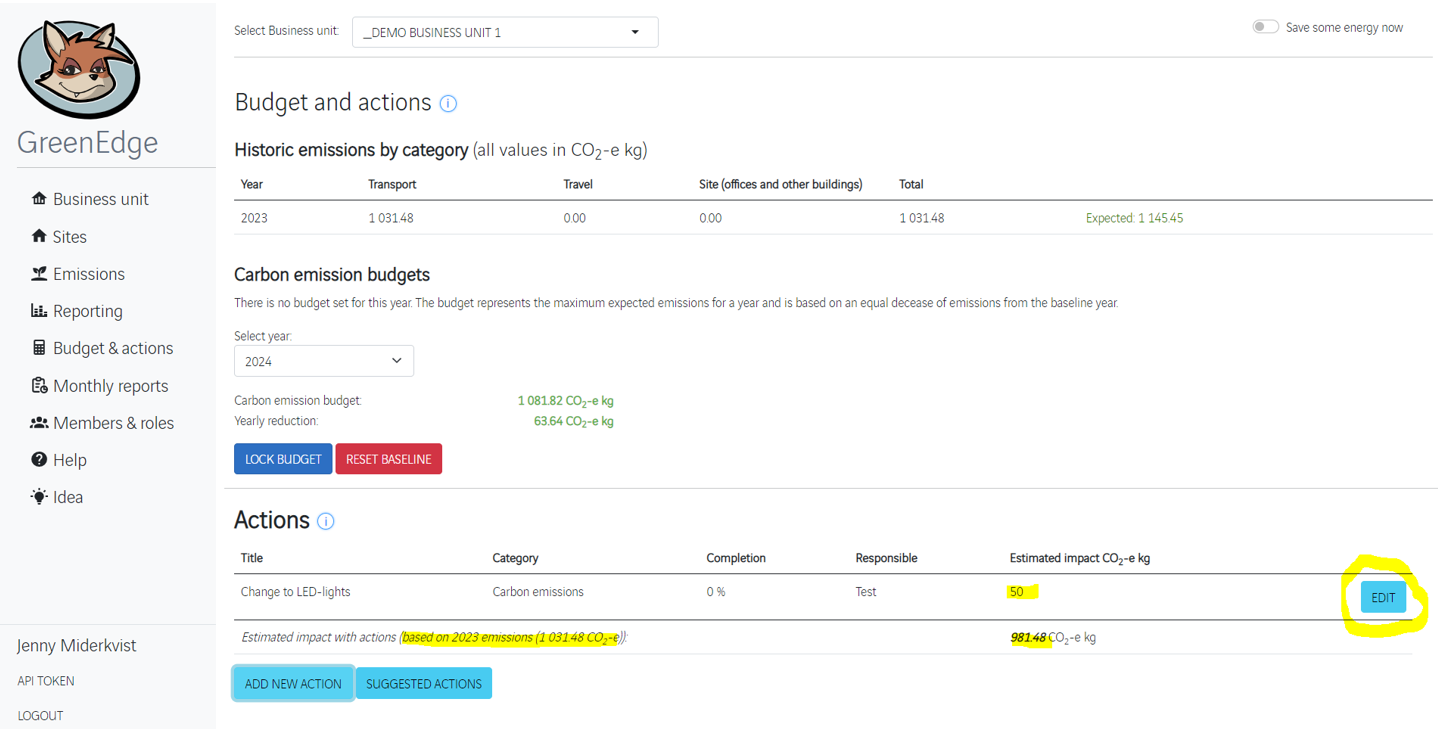 Select Business unit: _DEMO BUSINESS UNIT 1 Save some energy now
GreenEdge
Business unit
Sites
Emissions
Reporting
Budget & actions
Monthly reports
Members & roles
Help
Idea
Jenny Miderkvist
API TOKEN
LOGOUT
Budget and actions
Historic emissions by category (all values in CO₂-e kg)
Year Transport Travel Site (offices and other buildings) Total
2023 1 031.48 0.00 0.00 1 031.48 Expected: 1 145.45
Carbon emission budgets
There is no budget set for this year. The budget represents the maximum expected emissions for a year and is based on an equal decease of emissions from the baseline year.
Select year:
2024
Carbon emission budget: 1 081.82 CO₂-e kg
Yearly reduction: 63.64 CO₂-e kg
LOCK BUDGET RESET BASELINE
Actions
Title Category Completion Responsible Estimated impact CO₂-e kg
Change to LED-lights Carbon emissions 0 % Test 50 EDIT
Estimated impact with actions (based on 2023 emissions (1 031.48 CO₂-e)): 981.48 CO₂-e kg
ADD NEW ACTION SUGGESTED ACTIONS